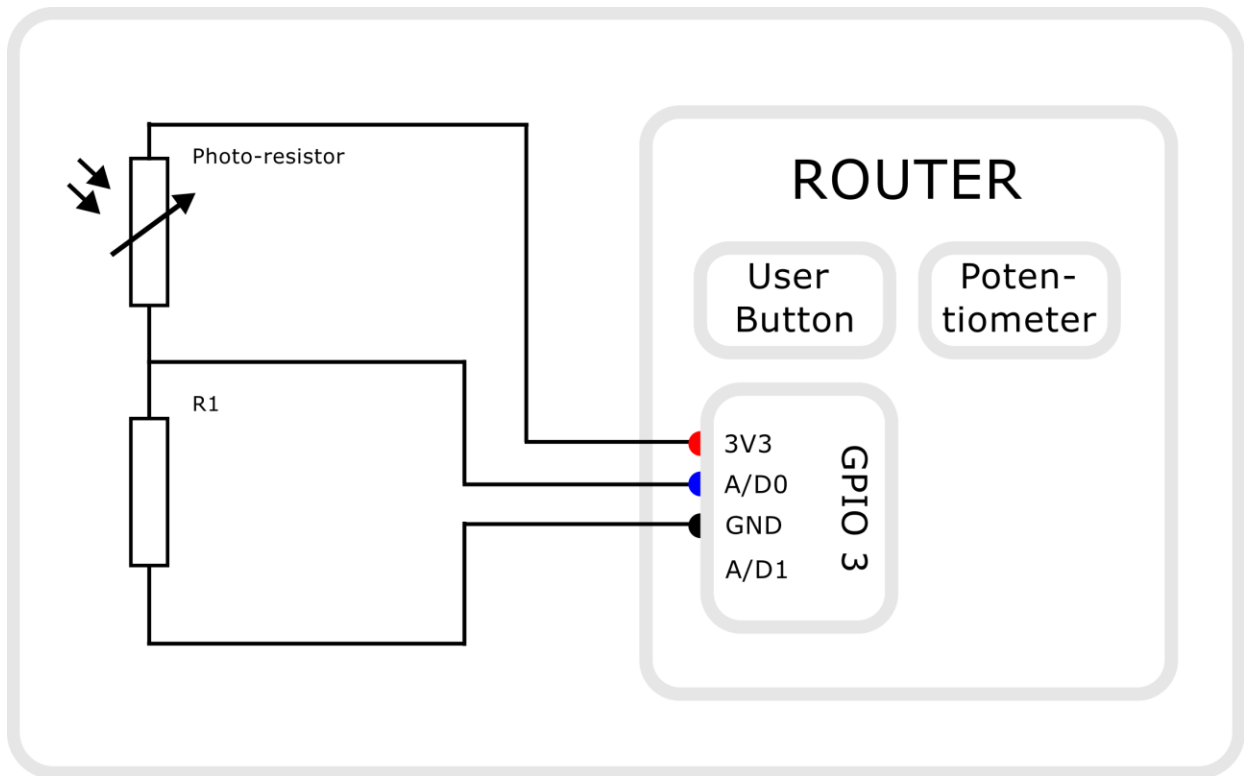 Photo-resistor
R1
ROUTER
User
Button
Poten-
tiometer
3V3
A/D0
GND
A/D1
GPIO 3